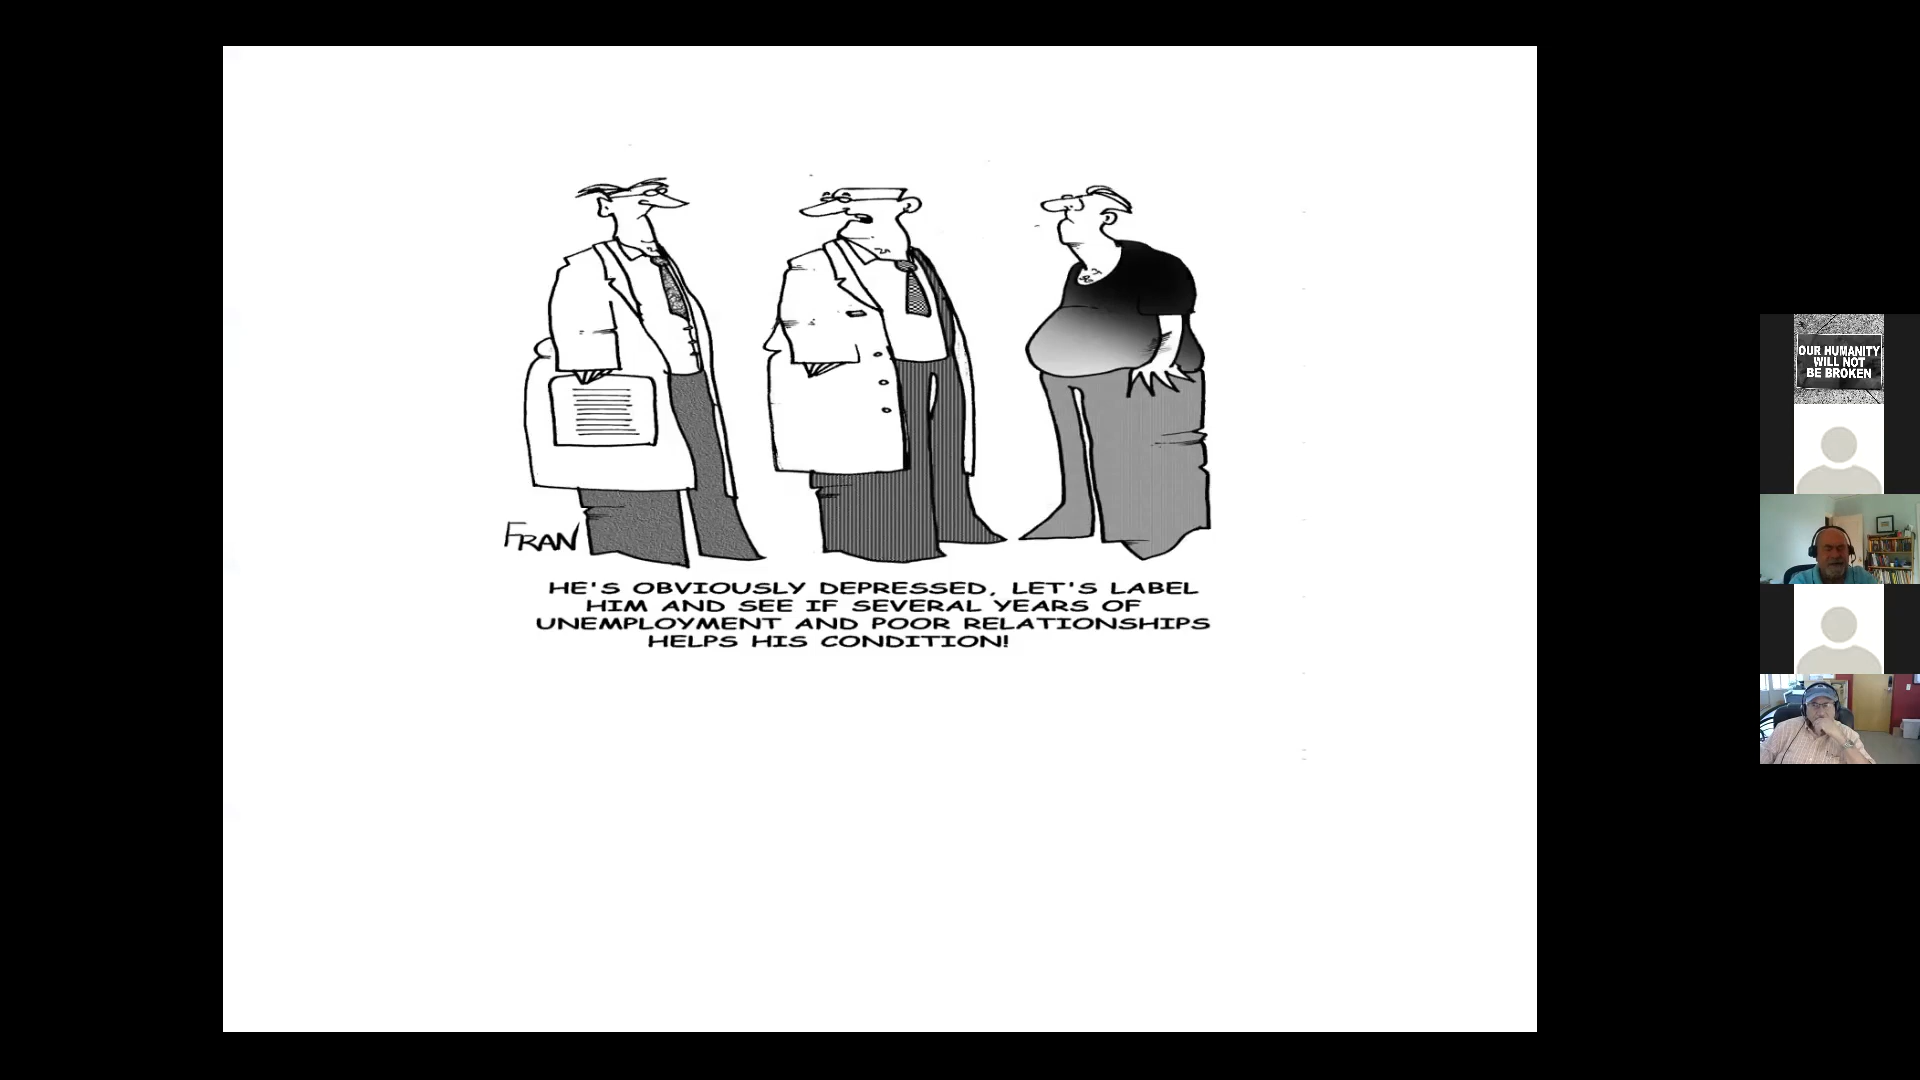 FRAN
HE'S OBVIOUSLY DEPRESSED, LET'S LABEL
HIM AND SEE IF SEVERAL YEARS OF
UNEMPLOYMENT AND POOR RELATIONSHIPS
HELPS HIS CONDITION!
OUR HUMANITY
WILL NOT
BE BROKEN